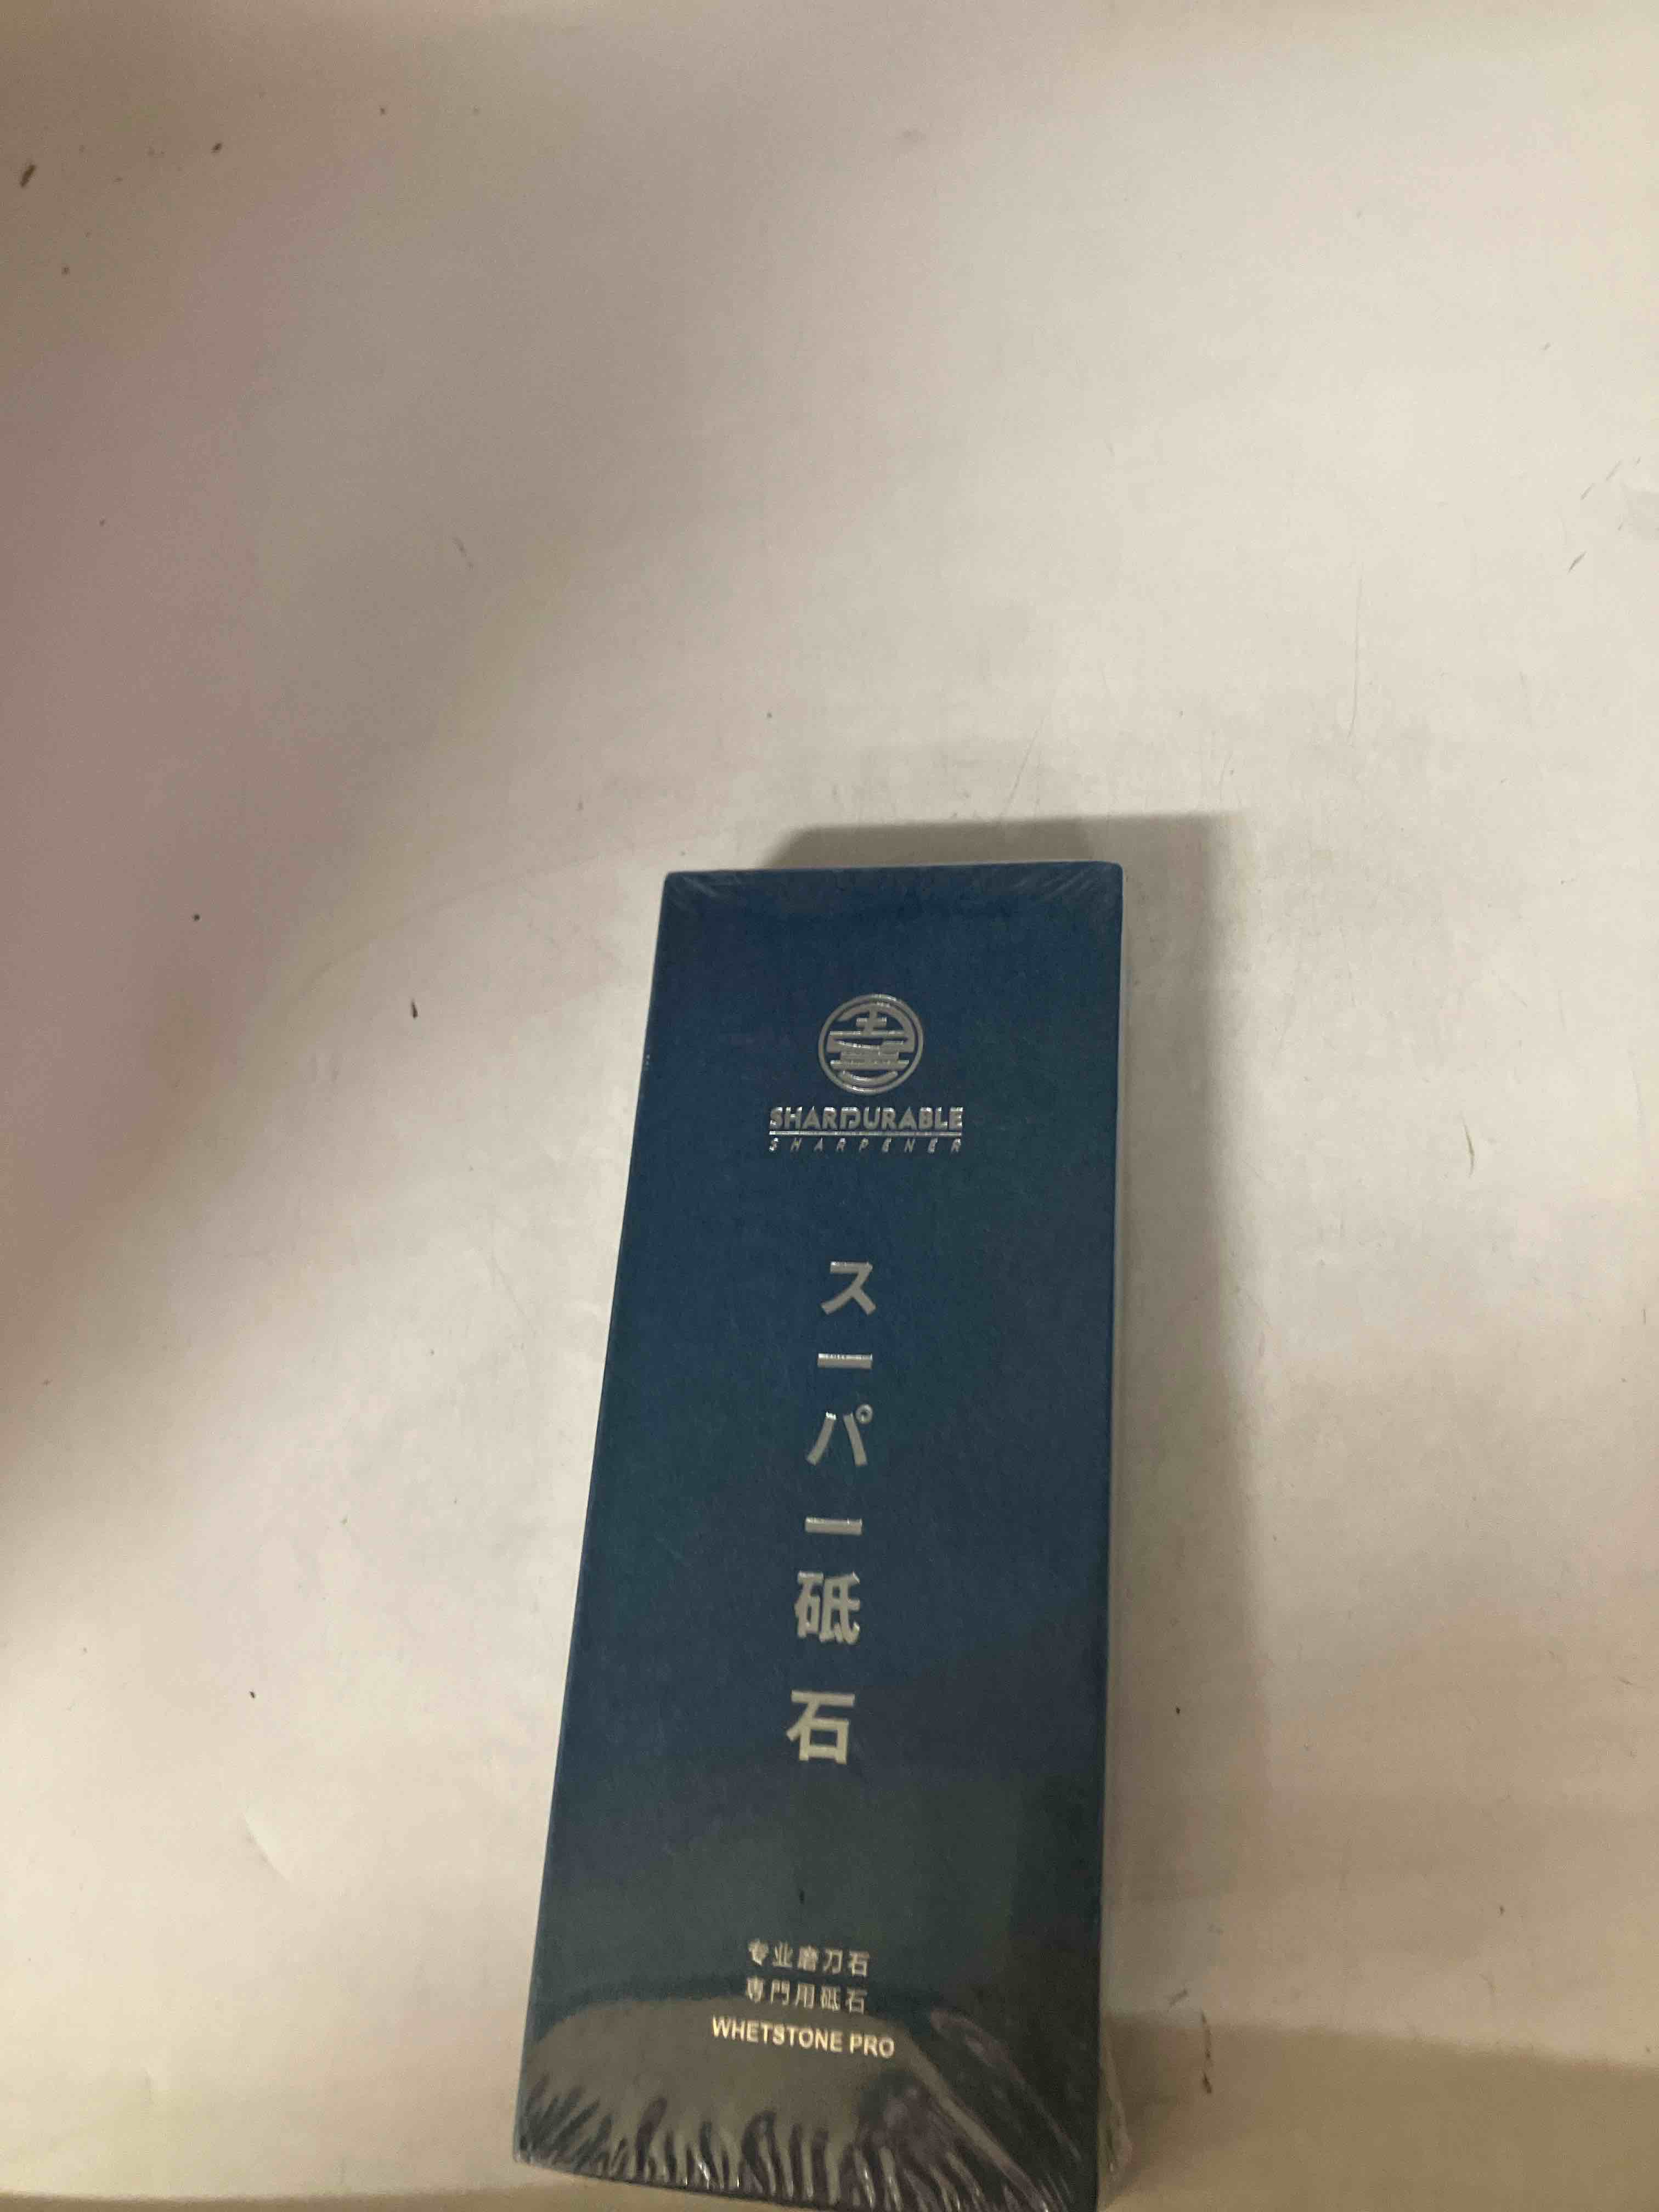 SHARPDURABLE
SHARPENER
スーパー砥石
专业磨刀石
専門用砥石
WHETSTONE PRO